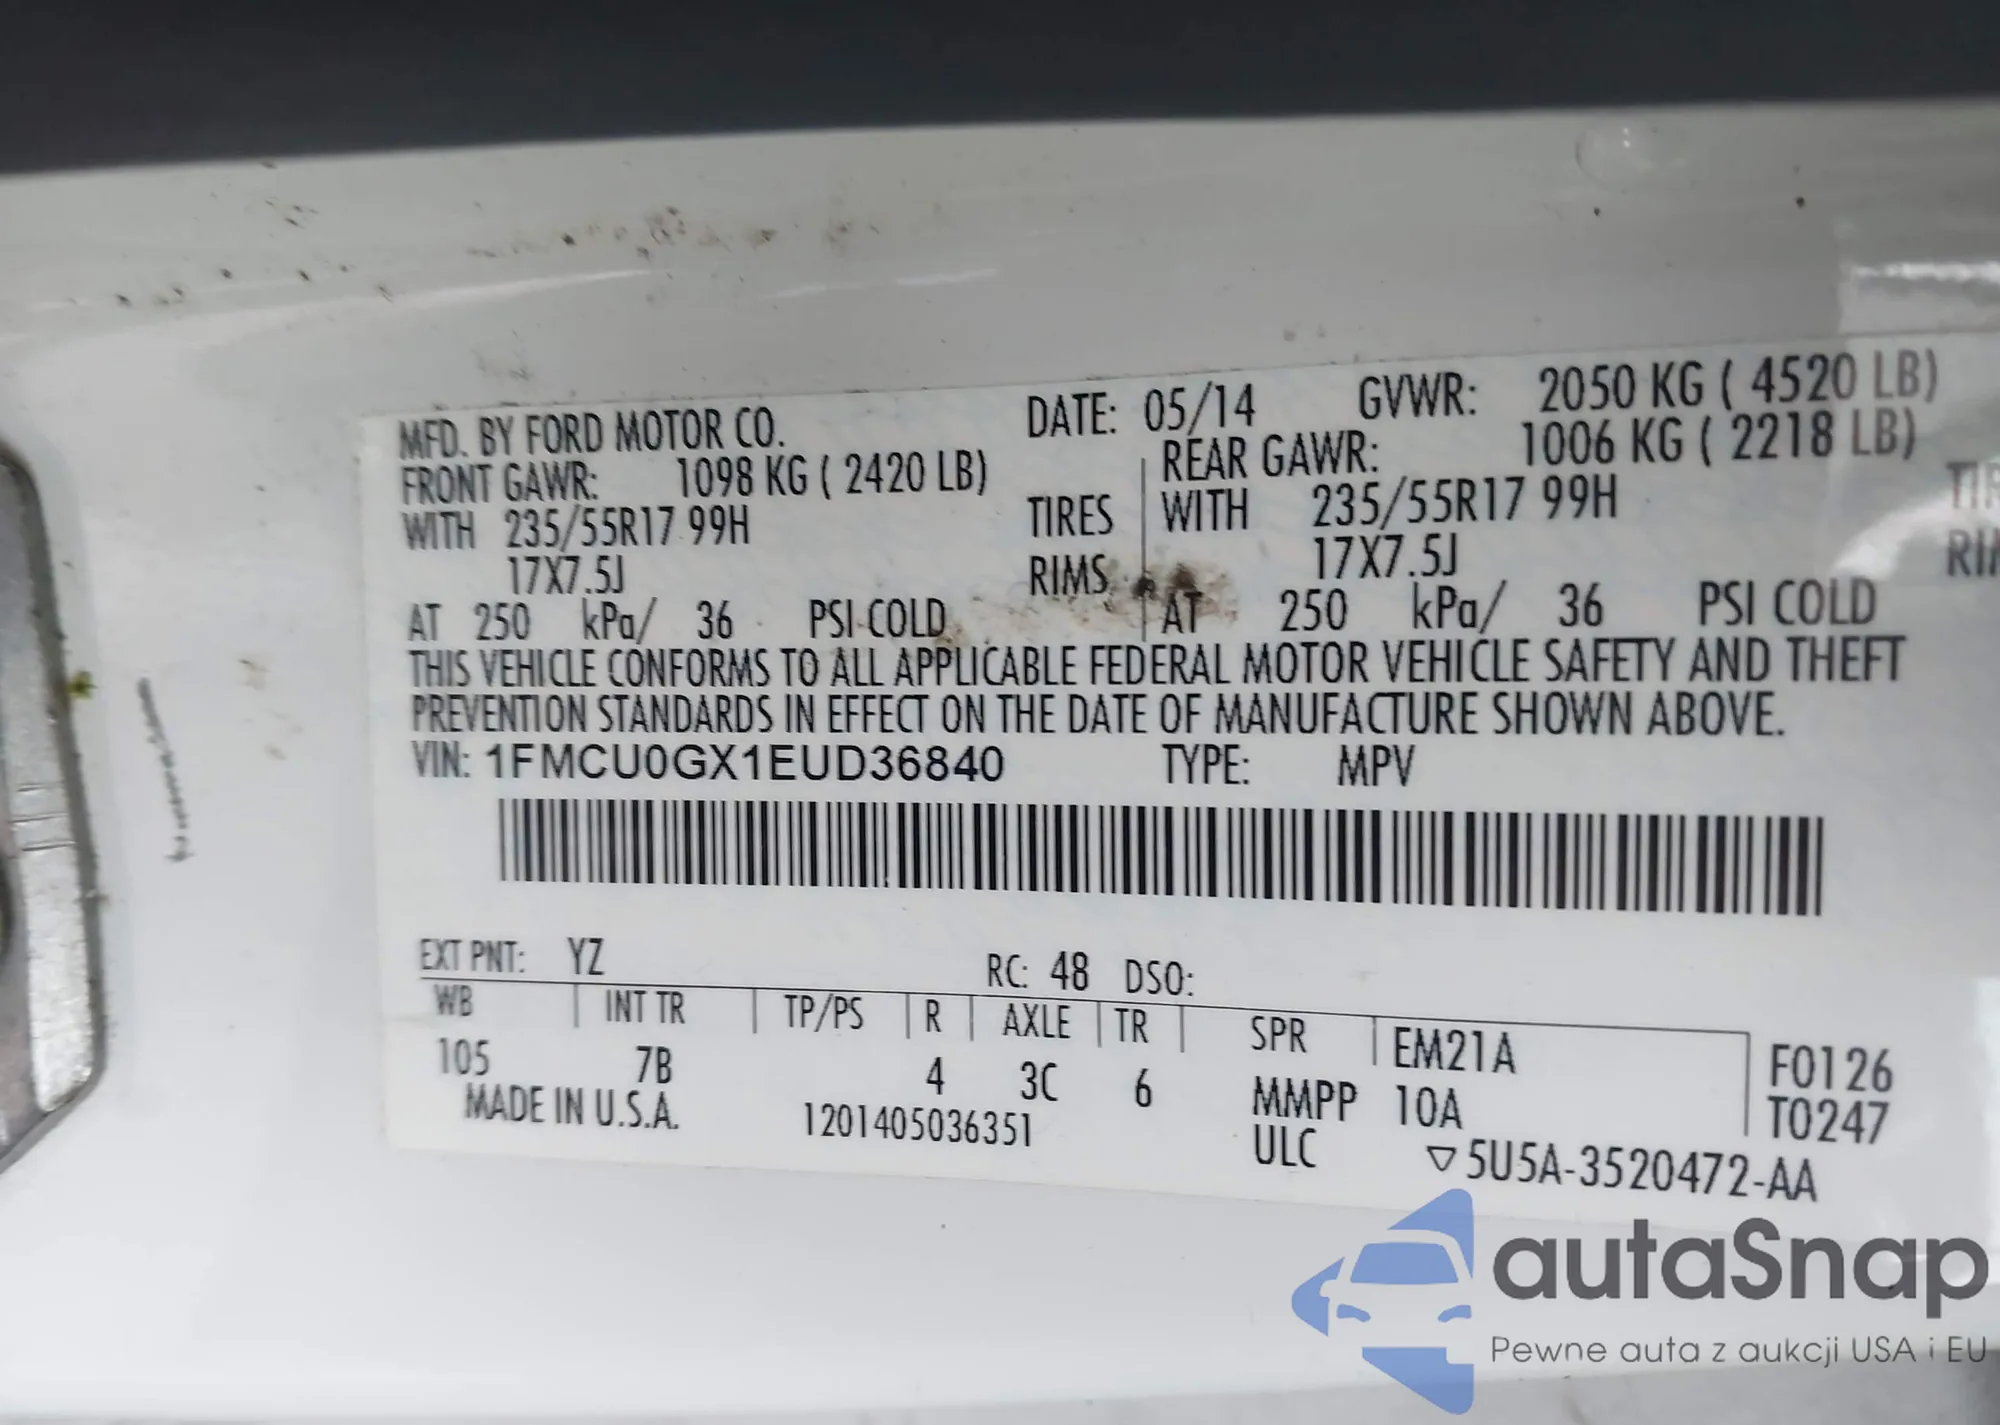 MFD. BY FORD MOTOR CO. DATE: 05/14 GVWR: 2050 KG ( 4520 LB)
FRONT GAWR: 1098 KG ( 2420 LB) REAR GAWR: 1006 KG ( 2218 LB)
WITH 235/55R17 99H TIRES WITH 235/55R17 99H
17X7.5J RIMS 17X7.5J
AT 250 kPa/ 36 PSI COLD AT 250 kPa/ 36 PSI COLD
THIS VEHICLE CONFORMS TO ALL APPLICABLE FEDERAL MOTOR VEHICLE SAFETY AND THEFT
PREVENTION STANDARDS IN EFFECT ON THE DATE OF MANUFACTURE SHOWN ABOVE.
VIN: 1FMCU0GX1EUD36840 TYPE: MPV
EXT PNT: YZ RC: 48 DSO:
WB INT TR TP/PS R AXLE TR SPR EM21A F0126
105 7B 4 3C 6 MMPP 10A T0247
MADE IN U.S.A. 1201405036351 ULC ▽5U5A-3520472-AA
autaSnap
Pewne auta z aukcji USA i EU